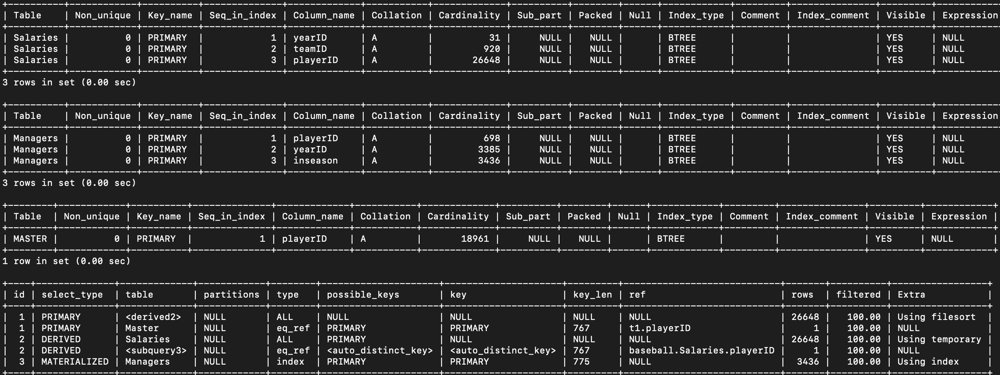 +----------+------------+----------+--------------+-------------+-----------+-------------+----------+--------+------+------------+---------+---------------+---------+------------
| Table    | Non_unique | Key_name | Seq_in_index | Column_name | Collation | Cardinality | Sub_part | Packed | Null | Index_type | Comment | Index_comment | Visible | Expression
+----------+------------+----------+--------------+-------------+-----------+-------------+----------+--------+------+------------+---------+---------------+---------+------------
| Salaries |          0 | PRIMARY  |            1 | yearID      | A         |          31 |     NULL |   NULL |      | BTREE      |         |               | YES     | NULL
| Salaries |          0 | PRIMARY  |            2 | teamID      | A         |         920 |     NULL |   NULL |      | BTREE      |         |               | YES     | NULL
| Salaries |          0 | PRIMARY  |            3 | playerID    | A         |       26648 |     NULL |   NULL |      | BTREE      |         |               | YES     | NULL
+----------+------------+----------+--------------+-------------+-----------+-------------+----------+--------+------+------------+---------+---------------+---------+------------
3 rows in set (0.00 sec)
+----------+------------+----------+--------------+-------------+-----------+-------------+----------+--------+------+------------+---------+---------------+---------+------------
| Table    | Non_unique | Key_name | Seq_in_index | Column_name | Collation | Cardinality | Sub_part | Packed | Null | Index_type | Comment | Index_comment | Visible | Expression
+----------+------------+----------+--------------+-------------+-----------+-------------+----------+--------+------+------------+---------+---------------+---------+------------
| Managers |          0 | PRIMARY  |            1 | playerID    | A         |         698 |     NULL |   NULL |      | BTREE      |         |               | YES     | NULL
| Managers |          0 | PRIMARY  |            2 | yearID      | A         |        3385 |     NULL |   NULL |      | BTREE      |         |               | YES     | NULL
| Managers |          0 | PRIMARY  |            3 | inseason    | A         |        3436 |     NULL |   NULL |      | BTREE      |         |               | YES     | NULL
+----------+------------+----------+--------------+-------------+-----------+-------------+----------+--------+------+------------+---------+---------------+---------+------------
3 rows in set (0.00 sec)
+--------+------------+----------+--------------+-------------+-----------+-------------+----------+--------+------+------------+---------+---------------+---------+------------+
| Table  | Non_unique | Key_name | Seq_in_index | Column_name | Collation | Cardinality | Sub_part | Packed | Null | Index_type | Comment | Index_comment | Visible | Expression |
+--------+------------+----------+--------------+-------------+-----------+-------------+----------+--------+------+------------+---------+---------------+---------+------------+
| MASTER |          0 | PRIMARY  |            1 | playerID    | A         |       18961 |     NULL |   NULL |      | BTREE      |         |               | YES     | NULL       |
+--------+------------+----------+--------------+-------------+-----------+-------------+----------+--------+------+------------+---------+---------------+---------+------------+
1 row in set (0.00 sec)
+----+--------------+-------------+------------+--------+---------------------+---------------------+---------+----------------------------+-------+----------+-----------------+
| id | select_type  | table       | partitions | type   | possible_keys       | key                 | key_len | ref                        | rows  | filtered | Extra           |
+----+--------------+-------------+------------+--------+---------------------+---------------------+---------+----------------------------+-------+----------+-----------------+
|  1 | PRIMARY      | <derived2>  | NULL       | ALL    | NULL                | NULL                | NULL    | NULL                       | 26648 |   100.00 | Using filesort  |
|  1 | PRIMARY      | Master      | NULL       | eq_ref | PRIMARY             | PRIMARY             | 767     | t1.playerID                |     1 |   100.00 | NULL            |
|  2 | DERIVED      | Salaries    | NULL       | ALL    | PRIMARY             | NULL                | NULL    | NULL                       | 26648 |   100.00 | Using temporary |
|  2 | DERIVED      | <subquery3> | NULL       | eq_ref | <auto_distinct_key> | <auto_distinct_key> | 767     | baseball.Salaries.playerID |     1 |   100.00 | NULL            |
|  3 | MATERIALIZED | Managers    | NULL       | index  | PRIMARY             | PRIMARY             | 775     | NULL                       |  3436 |   100.00 | Using index     |
+----+--------------+-------------+------------+--------+---------------------+---------------------+---------+----------------------------+-------+----------+-----------------+